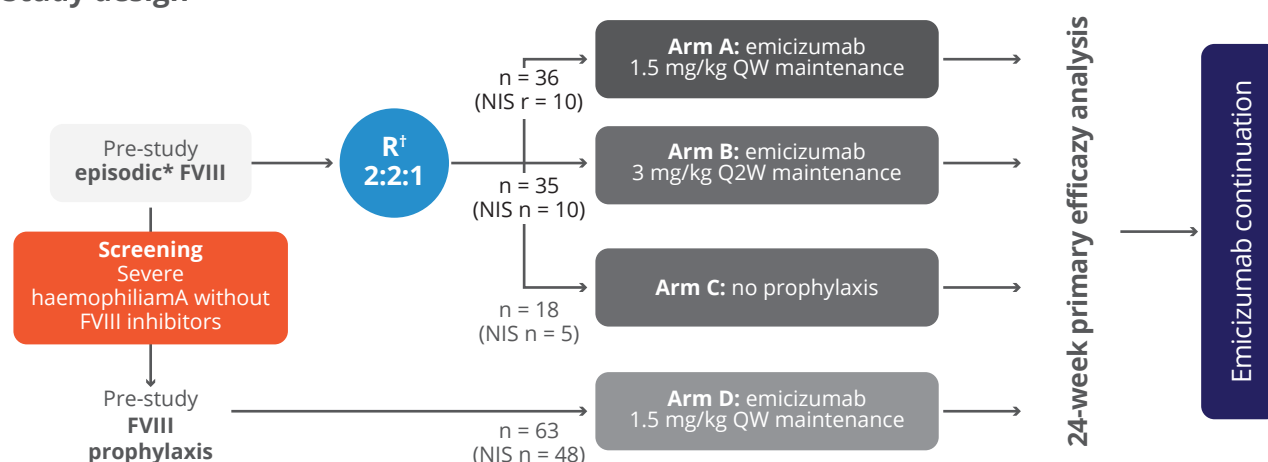 Study design
Arm A: emicizumab
1.5 mg/kg QW maintenance
n = 36
(NIS r = 10)
Pre-study
episodic* FVIII
R†
2:2:1
Arm B: emicizumab
3 mg/kg Q2W maintenance
n = 35
(NIS n = 10)
Screening
Severe
haemophiliamA without
FVIII inhibitors
Arm C: no prophylaxis
n = 18
(NIS n = 5)
Pre-study
FVIII
prophylaxis
Arm D: emicizumab
1.5 mg/kg QW maintenance
n = 63
(NIS n = 48)
24-week primary efficazy analysis
Emicizumab continuation